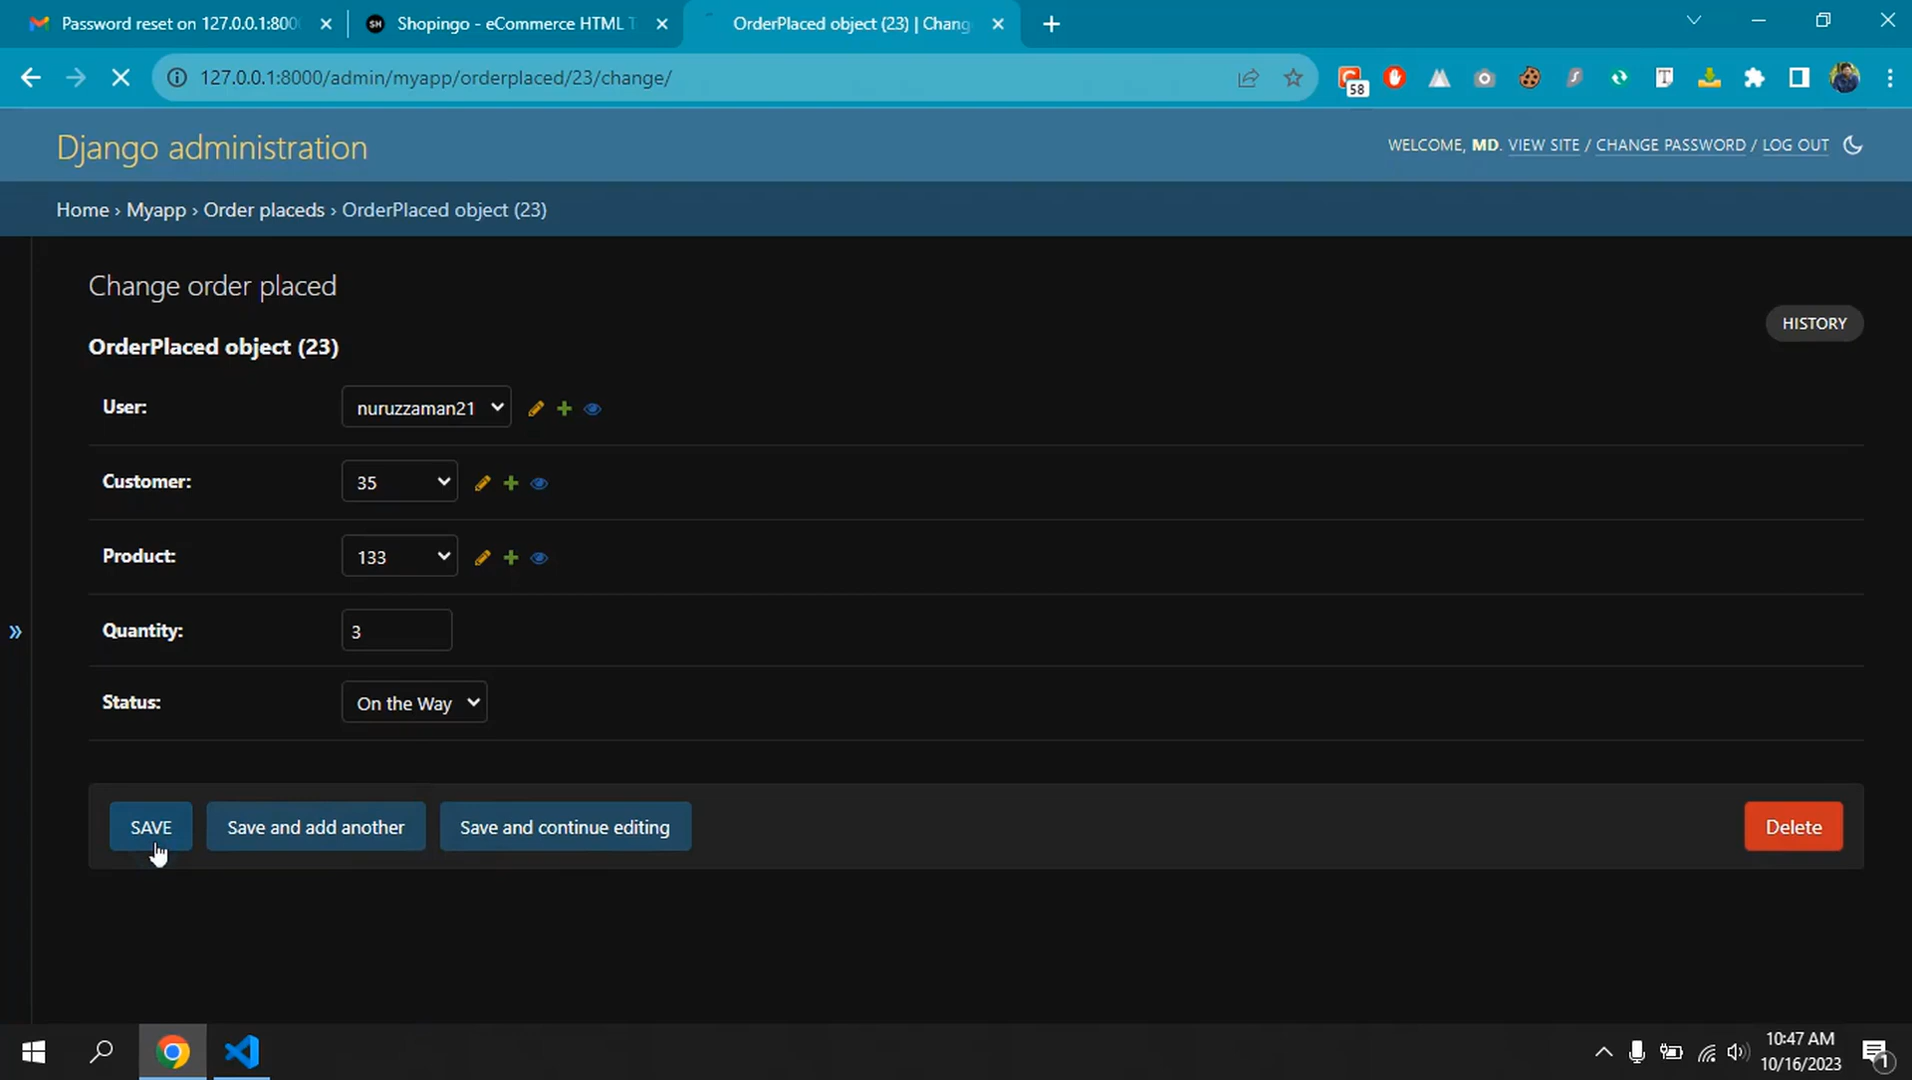 Password reset on 127.0.0.1:8000
Shopingo - eCommerce HTML T
OrderPlaced object (23) | Chang
127.0.0.1:8000/admin/myapp/orderplaced/23/change/
58
Django administration
WELCOME, MD. VIEW SITE / CHANGE PASSWORD / LOG OUT
Home › Myapp › Order placeds › OrderPlaced object (23)
Change order placed
HISTORY
OrderPlaced object (23)
User: nuruzzaman21
Customer: 35
Product: 133
»
Quantity: 3
Status: On the Way
SAVE Save and add another Save and continue editing Delete
10:47 AM
10/16/2023
1